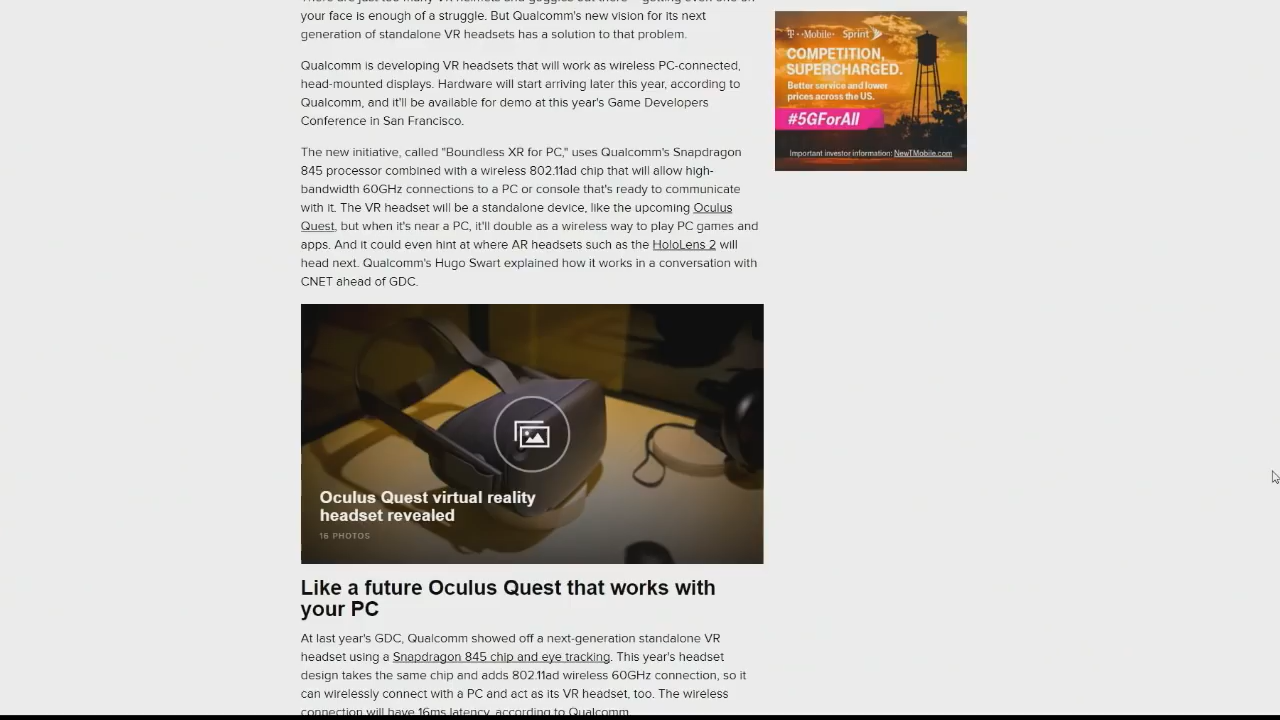 your face is enough of a struggle. But Qualcomm's new vision for its next
generation of standalone VR headsets has a solution to that problem.
Qualcomm is developing VR headsets that will work as wireless PC-connected,
head-mounted displays. Hardware will start arriving later this year, according to
Qualcomm, and it'll be available for demo at this year's Game Developers
Conference in San Francisco.
The new initiative, called "Boundless XR for PC," uses Qualcomm's Snapdragon
845 processor combined with a wireless 802.11ad chip that will allow high-
bandwidth 60GHz connections to a PC or console that's ready to communicate
with it. The VR headset will be a standalone device, like the upcoming Oculus
Quest, but when it's near a PC, it'll double as a wireless way to play PC games and
apps. And it could even hint at where AR headsets such as the HoloLens 2 will
head next. Qualcomm's Hugo Swart explained how it works in a conversation with
CNET ahead of GDC.
Oculus Quest virtual reality
headset revealed
16 PHOTOS
Like a future Oculus Quest that works with
your PC
At last year's GDC, Qualcomm showed off a next-generation standalone VR
headset using a Snapdragon 845 chip and eye tracking. This year's headset
design takes the same chip and adds 802.11ad wireless 60GHz connection, so it
can wirelessly connect with a PC and act as its VR headset, too. The wireless
connection will have 16ms latency, according to Qualcomm.
T-Mobile Sprint
COMPETITION,
SUPERCHARGED.
Better service and lower
prices across the US.
#5GForAll
Important investor information: NewTMobile.com